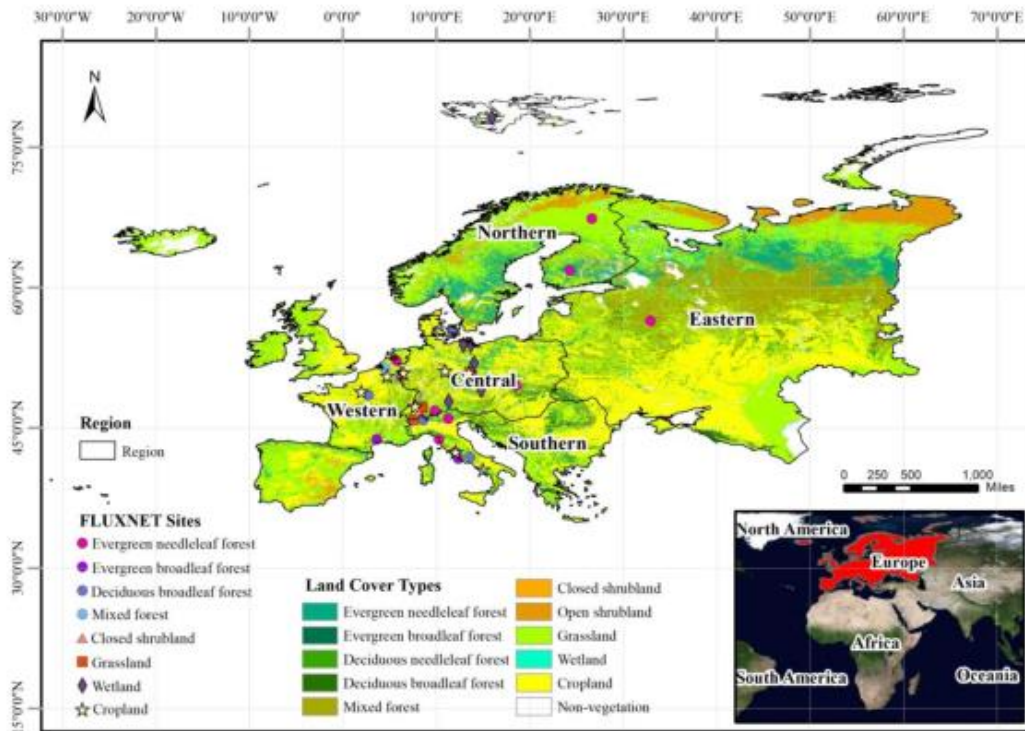 30°0'0"W 20°0'0"W 10°0'0"W 0°0'0" 10°0'0"E 20°0'0"E 30°0'0"E 40°0'0"E 50°0'0"E 60°0'0"E 70°0'0"E
N
75°0'0"N
60°0'0"N
45°0'0"N
30°0'0"N
15°0'0"N
Northern
Eastern
Central
Western
Southern
Region
Region
0 250 500 1,000
Miles
FLUXNET Sites
Evergreen needleleaf forest
Evergreen broadleaf forest
Deciduous broadleaf forest
Mixed forest
Closed shrubland
Grassland
Wetland
Cropland
Land Cover Types
Evergreen needleleaf forest
Evergreen broadleaf forest
Deciduous needleleaf forest
Deciduous broadleaf forest
Mixed forest
Closed shrubland
Open shrubland
Grassland
Wetland
Cropland
Non-vegetation
North America
Europe
Asia
Africa
South America
Oceania